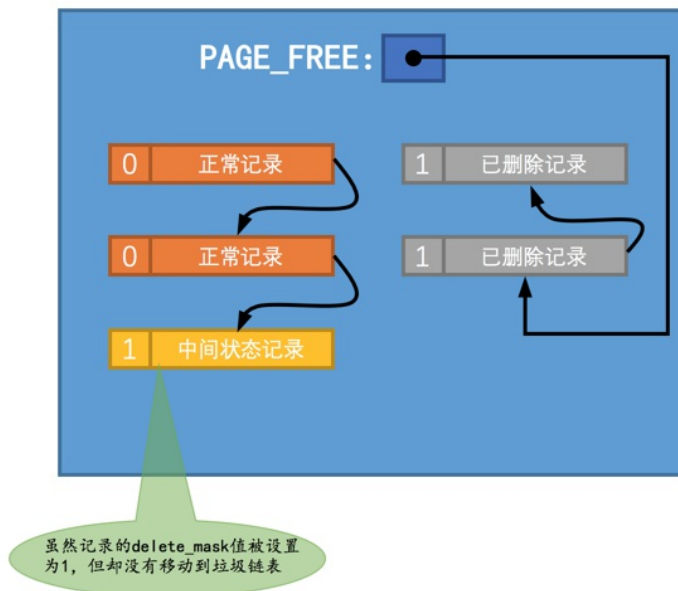 PAGE_FREE:
0 正常记录
1 已删除记录
0 正常记录
1 已删除记录
1 中间状态记录
虽然记录的delete_mask值被设置
为1，但却没有移动到垃圾链表